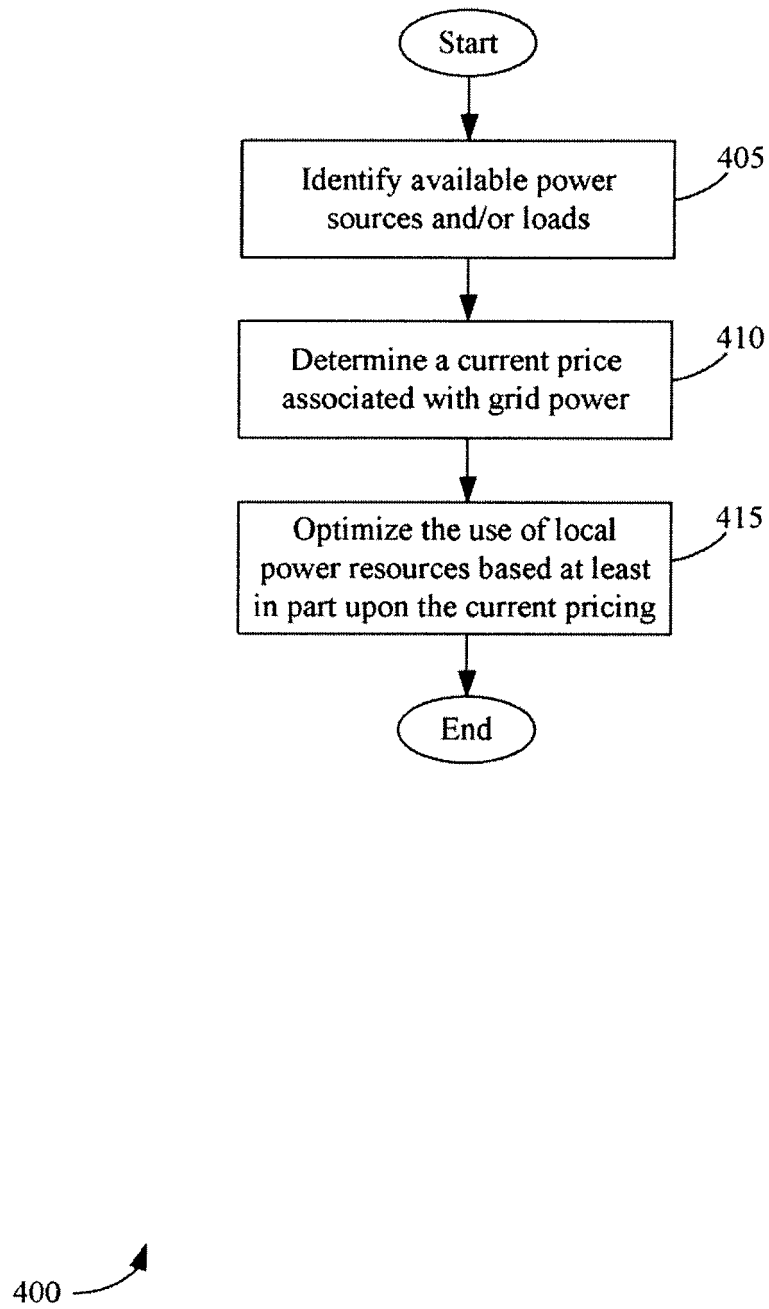 Start
405
Identify available power
sources and/or loads
410
Determine a current price
associated with grid power
415
Optimize the use of local
power resources based at least
in part upon the current pricing
End
400